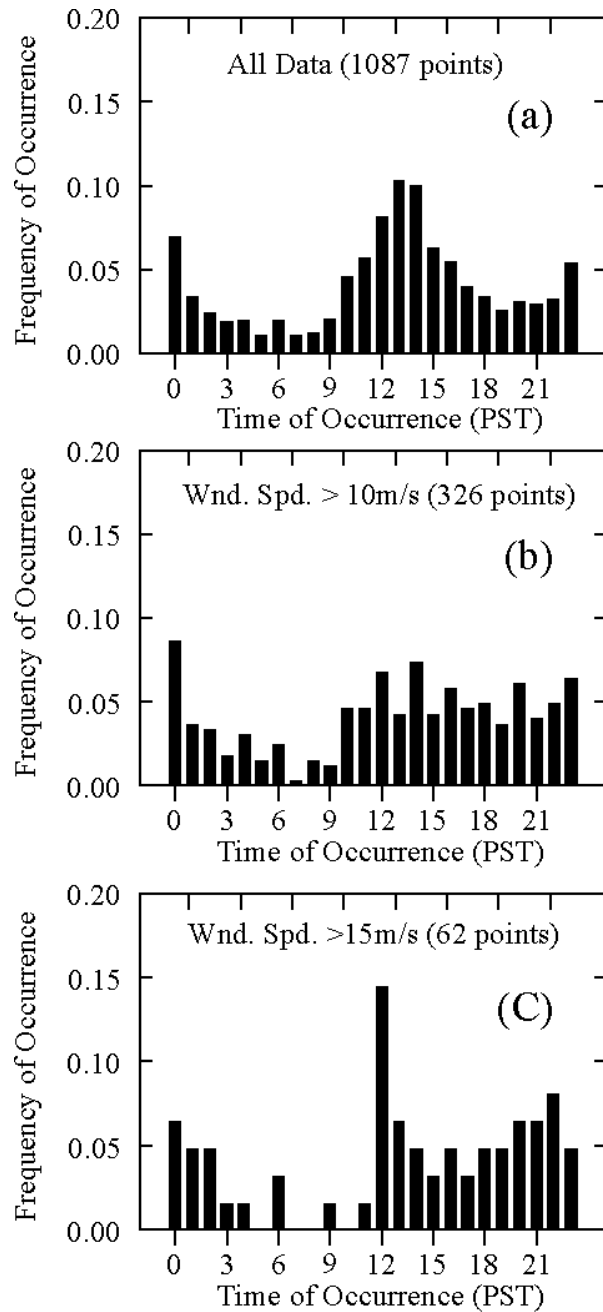 0.20
All Data (1087 points)
0.15
(a)
0.10
0.05
0.00
Frequency of Occurrence
0 3 6 9 12 15 18 21
Time of Occurrence (PST)
0.20
Wnd. Spd. > 10m/s (326 points)
0.15
(b)
0.10
0.05
0.00
Frequency of Occurrence
0 3 6 9 12 15 18 21
Time of Occurrence (PST)
0.20
Wnd. Spd. >15m/s (62 points)
0.15
(C)
0.10
0.05
0.00
Frequency of Occurrence
0 3 6 9 12 15 18 21
Time of Occurrence (PST)